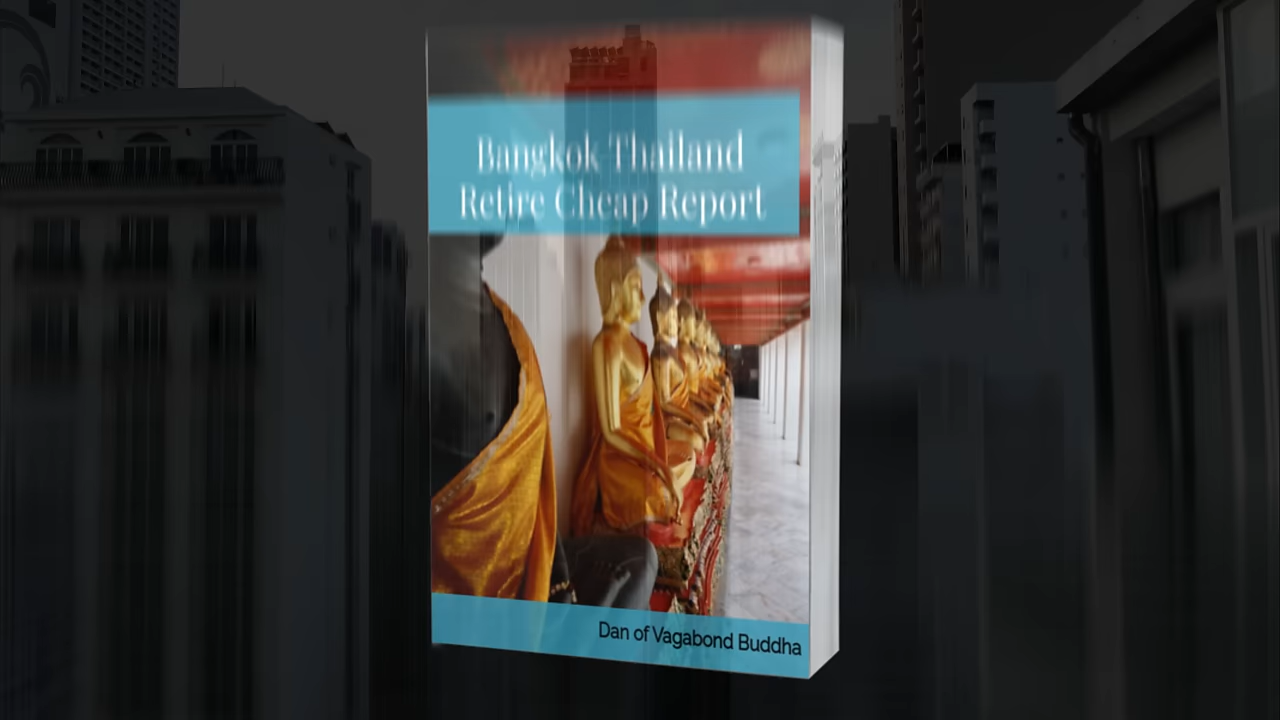 Bangkok Thailand
Retire Cheap Report
Dan of Vagabond Buddha